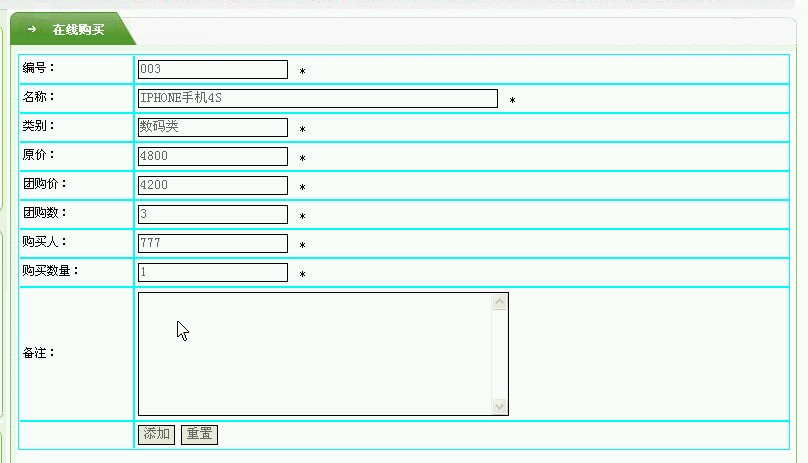 在线购买
编号： 003 *
名称： IPHONE手机4S *
类别： 数码类 *
原价： 4800 *
团购价： 4200 *
团购数： 3 *
购买人： 777 *
购买数量： 1 *
备注：
添加 重置